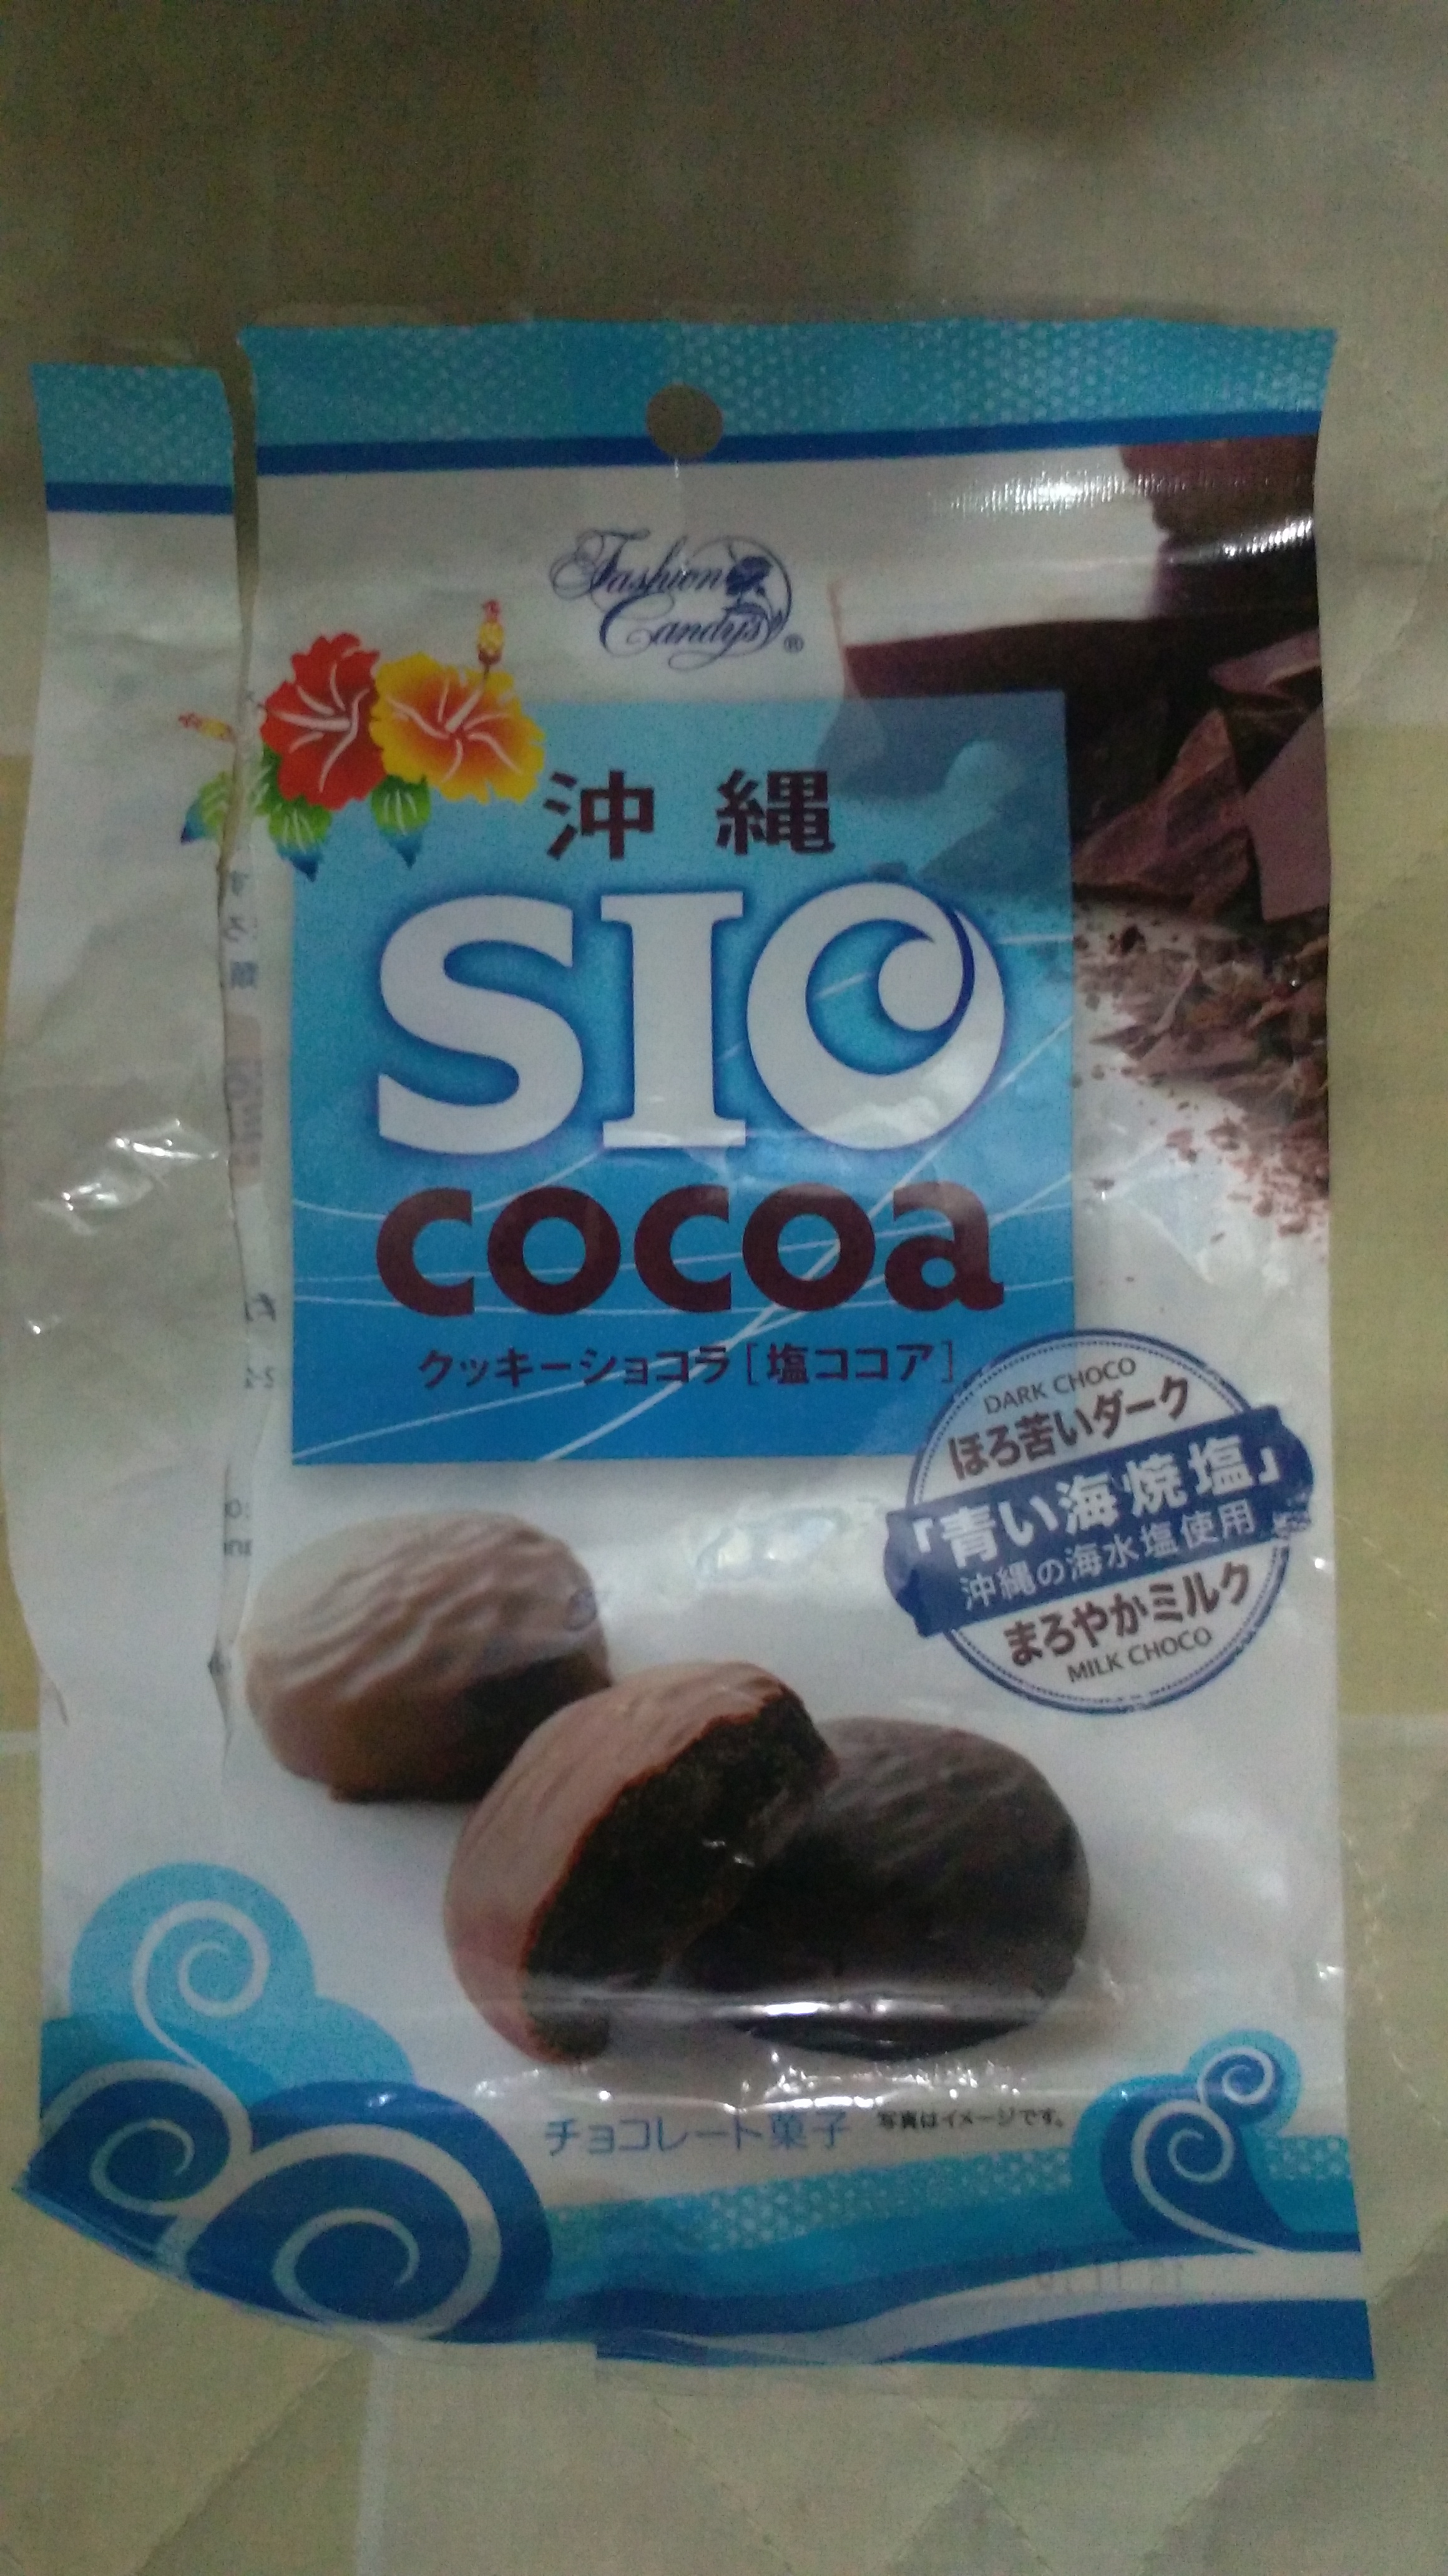 Fashion
Candy's®
沖縄
SIO
cocoa
クッキーショコラ[塩ココア]
DARK CHOCO
ほろ苦いダーク
「青い海焼塩」
沖縄の海水塩使用
まろやかミルク
MILK CHOCO
チョコレート菓子 写真はイメージです。